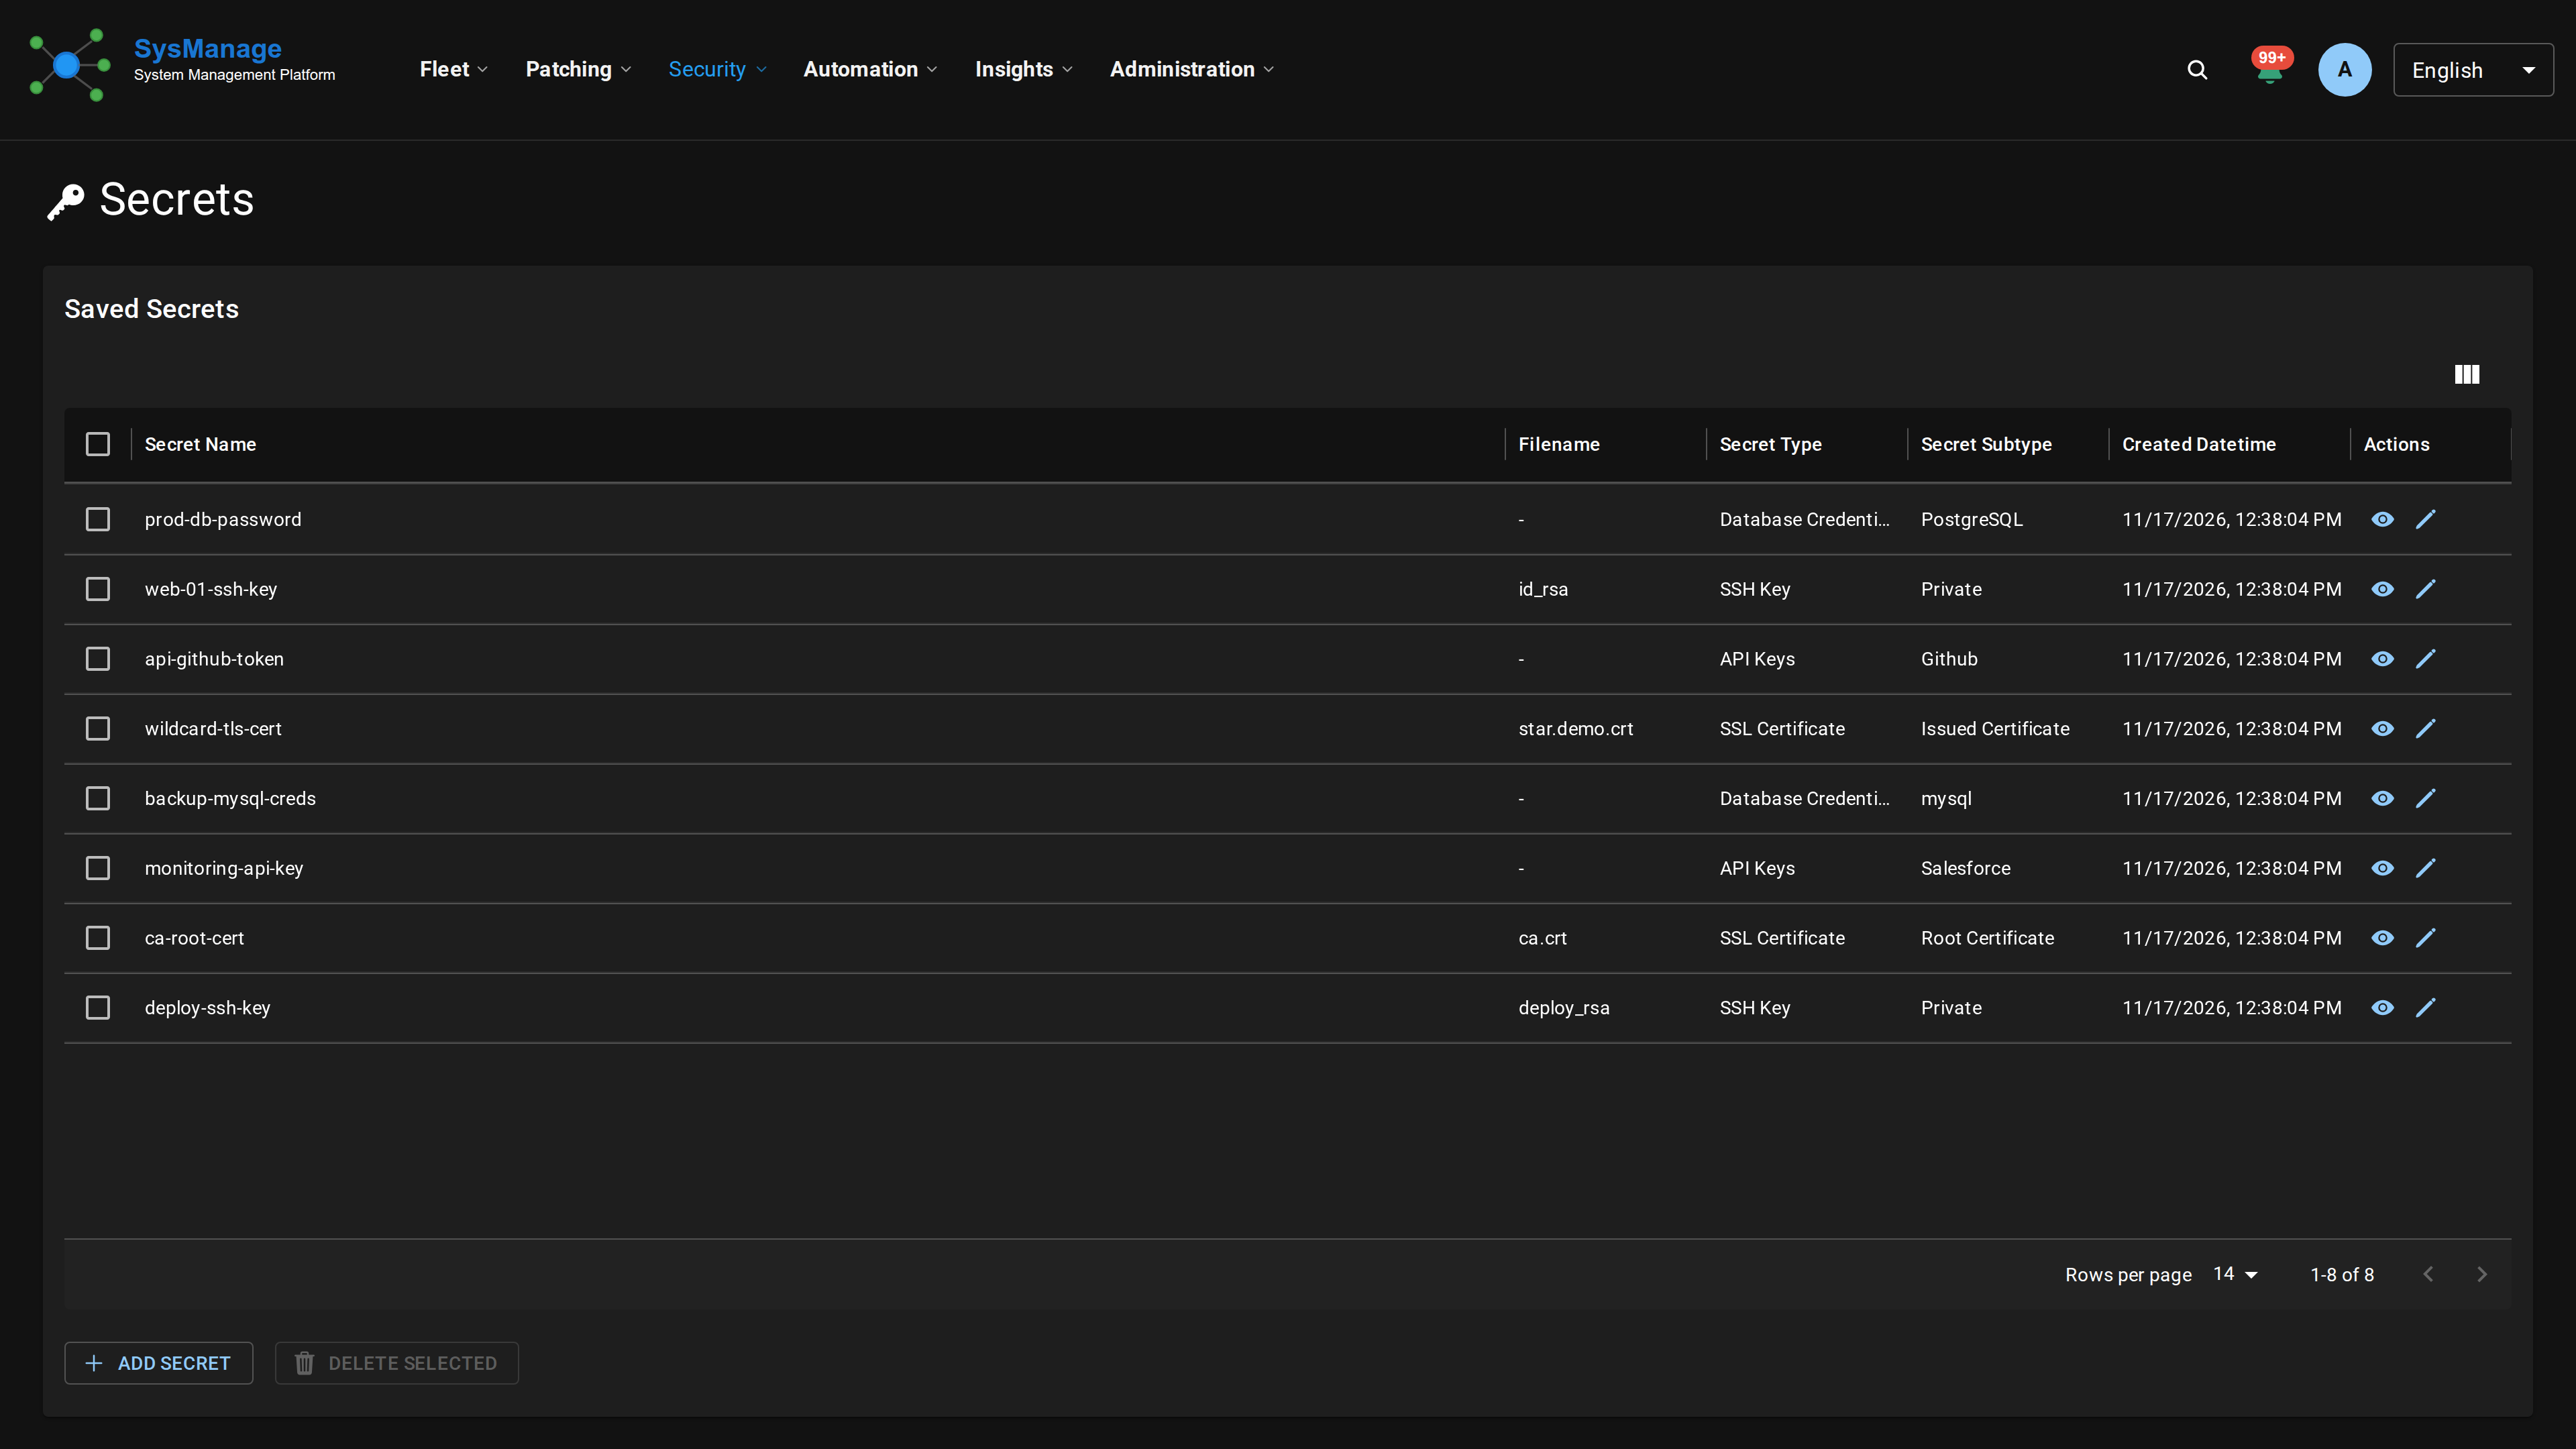 SysManage
System Management Platform
Fleet Patching Security Automation Insights Administration 99+ A English
Secrets
Saved Secrets
Secret Name Filename Secret Type Secret Subtype Created Datetime Actions
prod-db-password - Database Credenti... PostgreSQL 11/17/2026, 12:38:04 PM
web-01-ssh-key id_rsa SSH Key Private 11/17/2026, 12:38:04 PM
api-github-token - API Keys Github 11/17/2026, 12:38:04 PM
wildcard-tls-cert star.demo.crt SSL Certificate Issued Certificate 11/17/2026, 12:38:04 PM
backup-mysql-creds - Database Credenti... mysql 11/17/2026, 12:38:04 PM
monitoring-api-key - API Keys Salesforce 11/17/2026, 12:38:04 PM
ca-root-cert ca.crt SSL Certificate Root Certificate 11/17/2026, 12:38:04 PM
deploy-ssh-key deploy_rsa SSH Key Private 11/17/2026, 12:38:04 PM
Rows per page 14 1-8 of 8
ADD SECRET DELETE SELECTED